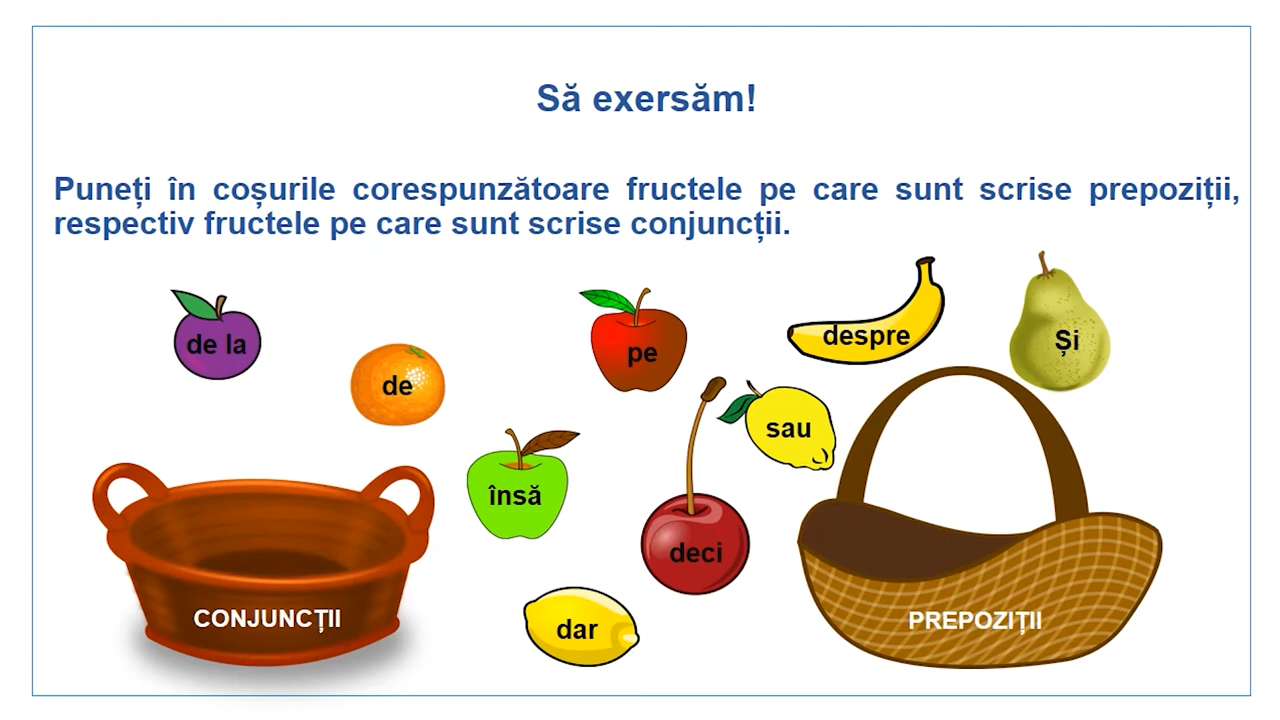 Să exersăm!
Puneți în coșurile corespunzătoare fructele pe care sunt scrise prepoziții,
respectiv fructele pe care sunt scrise conjuncții.
de la
de
pe
despre
Și
însă
sau
deci
dar
CONJUNCȚII
PREPOZIȚII